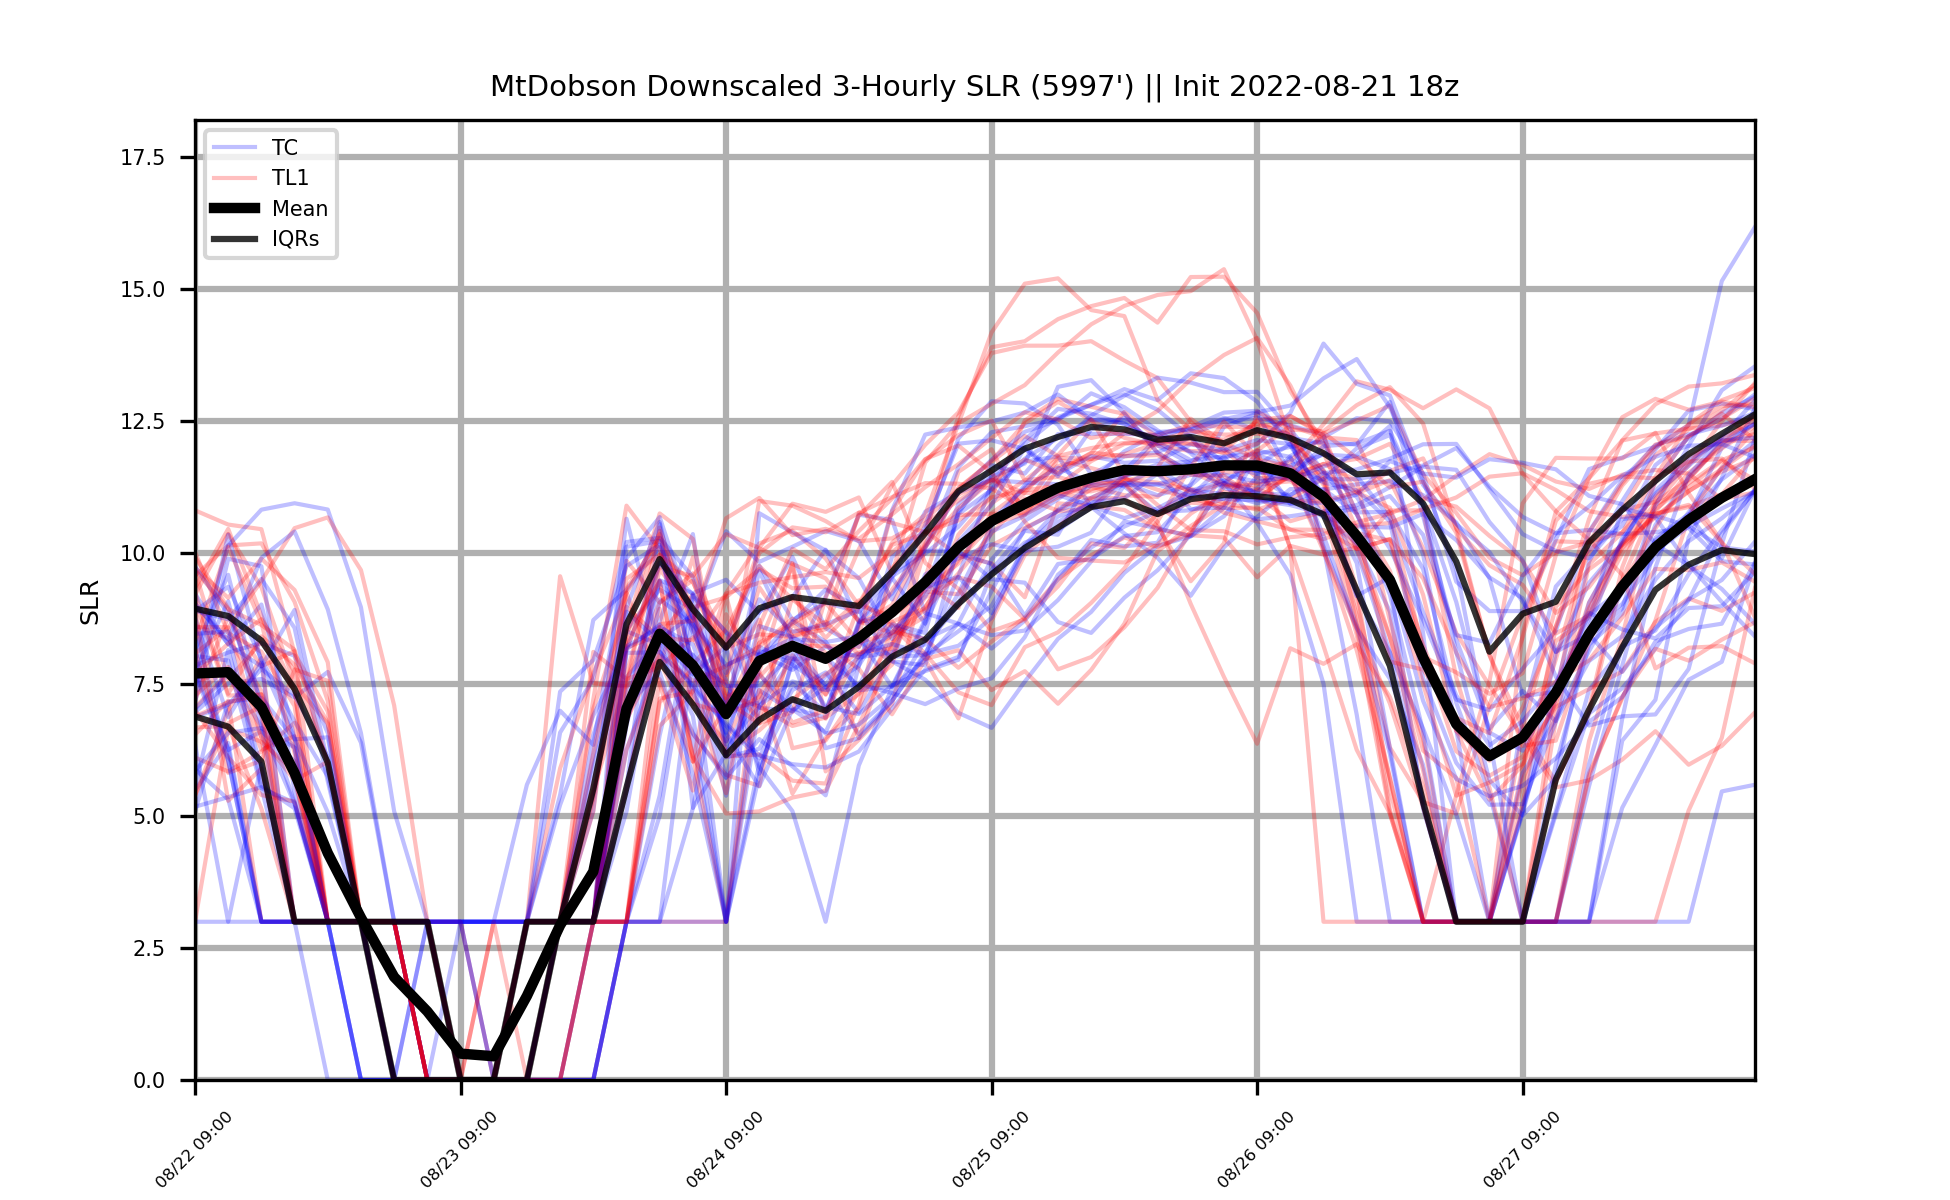 MtDobson Downscaled 3-Hourly SLR (5997') || Init 2022-08-21 18z
TC
TL1
Mean
IQRs
SLR
17.5
15.0
12.5
10.0
7.5
5.0
2.5
0.0
08/22 09:00
08/23 09:00
08/24 09:00
08/25 09:00
08/26 09:00
08/27 09:00